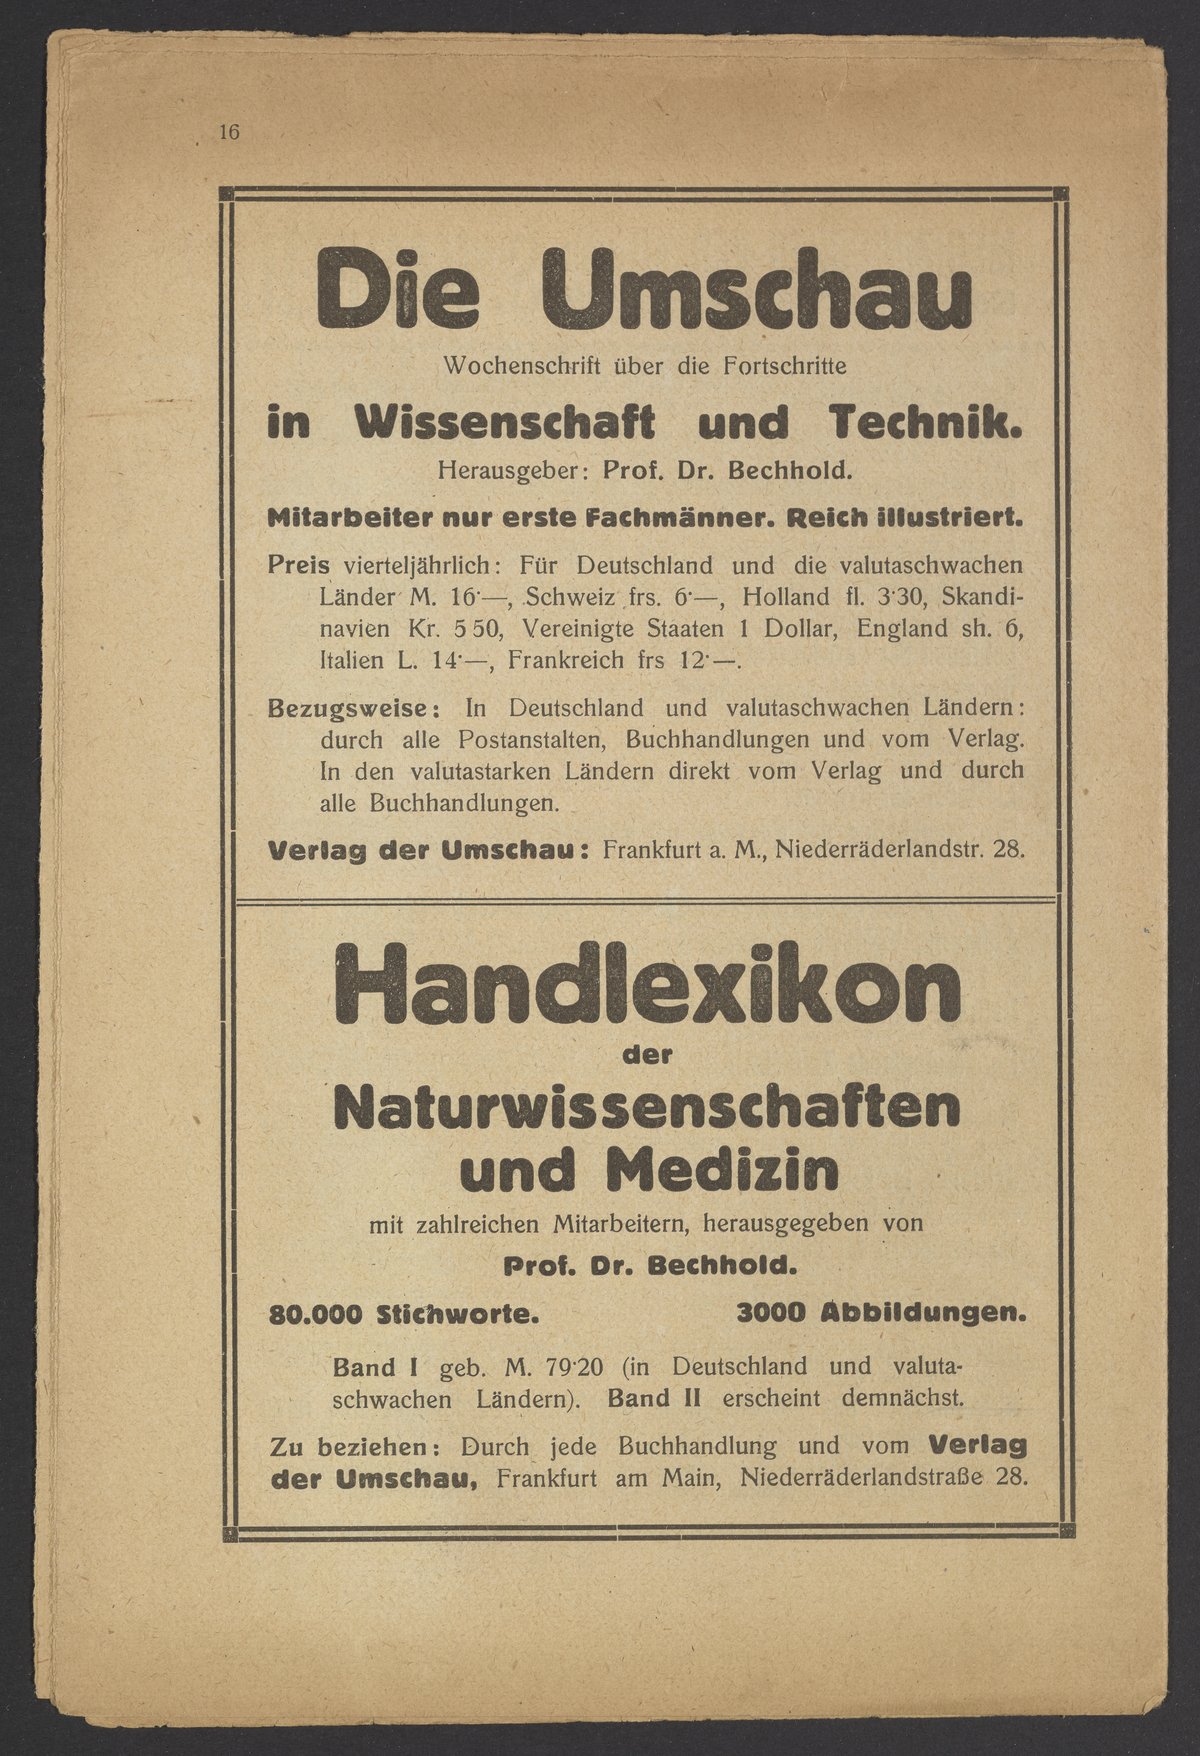 16
Die Umschau
Wochenschrift über die Fortschritte
in Wissenschaft und Technik.
Herausgeber: Prof. Dr. Bechhold.
Mitarbeiter nur erste Fachmänner. Reich illustriert.
Preis vierteljährlich: Für Deutschland und die valutaschwachen
Länder M. 16·—, Schweiz frs. 6·—, Holland fl. 3·30, Skandi-
navien Kr. 5 50, Vereinigte Staaten 1 Dollar, England sh. 6,
Italien L. 14·—, Frankreich frs 12·—.
Bezugsweise: In Deutschland und valutaschwachen Ländern:
durch alle Postanstalten, Buchhandlungen und vom Verlag.
In den valutastarken Ländern direkt vom Verlag und durch
alle Buchhandlungen.
Verlag der Umschau: Frankfurt a. M., Niederräderlandstr. 28.
Handlexikon
der
Naturwissenschaften
und Medizin
mit zahlreichen Mitarbeitern, herausgegeben von
Prof. Dr. Bechhold.
80.000 Stichworte. 3000 Abbildungen.
Band I geb. M. 79·20 (in Deutschland und valuta-
schwachen Ländern). Band II erscheint demnächst.
Zu beziehen: Durch jede Buchhandlung und vom Verlag
der Umschau, Frankfurt am Main, Niederräderlandstraße 28.